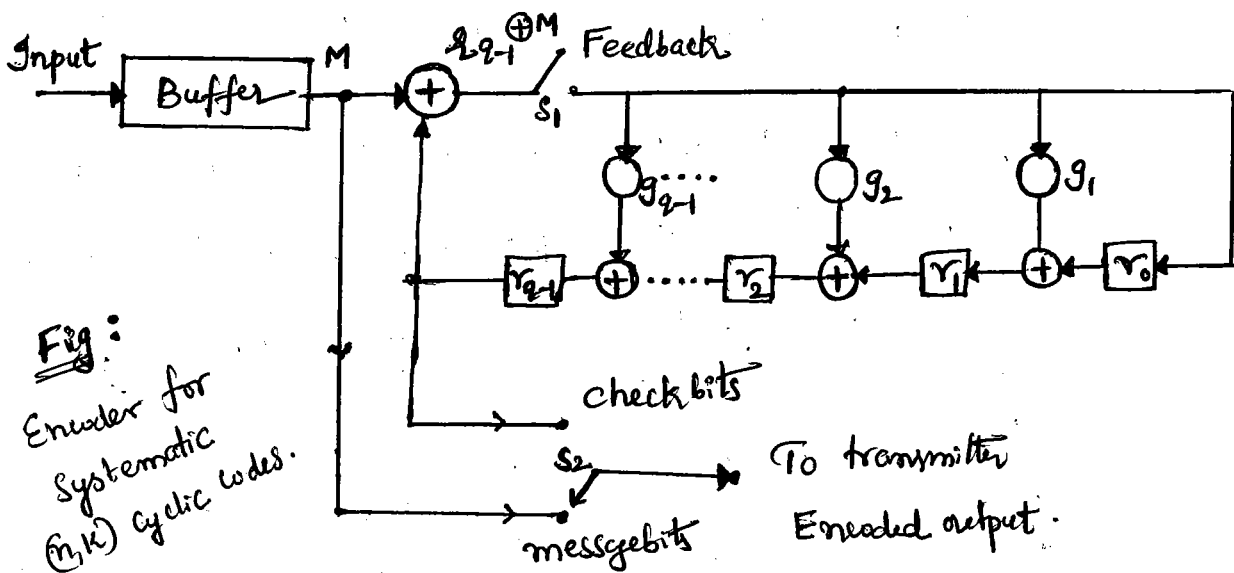 Input
Buffer
M
r_{q-1} ⊕ M
Feedback
+
S₁
g_{q-1} .....
g₂
g₁
r_{q-1}
+
.....
r₂
+
r₁
+
r₀
Fig :
Encoder for
Systematic
(n,k) cyclic codes.
check bits
S₂
messgebits
To transmitter
Encoded output.